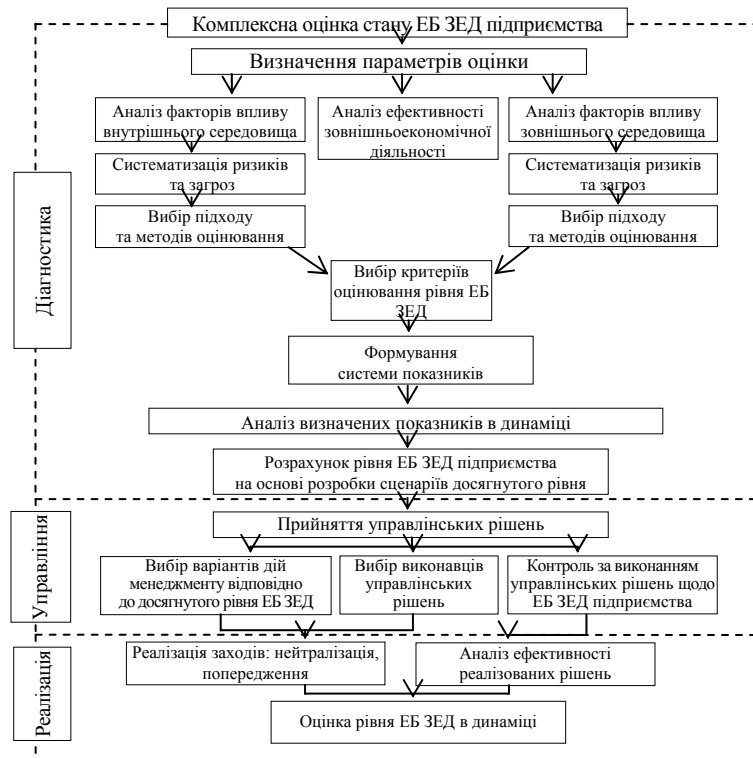 Комплексна оцінка стану ЕБ ЗЕД підприємства
Визначення параметрів оцінки
Аналіз факторів впливу
внутрішнього середовища
Аналіз ефективності
зовнішньоекономічної
діяльності
Аналіз факторів впливу
зовнішнього середовища
Систематизація ризиків
та загроз
Систематизація ризиків
та загроз
Вибір підходу
та методів оцінювання
Вибір підходу
та методів оцінювання
Вибір критеріїв
оцінювання рівня ЕБ
ЗЕД
Формування
системи показників
Аналіз визначених показників в динаміці
Розрахунок рівня ЕБ ЗЕД підприємства
на основі розробки сценаріїв досягнутого рівня
Діагностика
Прийняття управлінських рішень
Вибір варіантів дій
менеджменту відповідно
до досягнутого рівня ЕБ ЗЕД
Вибір виконавців
управлінських
рішень
Контроль за виконанням
управлінських рішень щодо
ЕБ ЗЕД підприємства
Управління
Реалізація заходів: нейтралізація,
попередження
Аналіз ефективності
реалізованих рішень
Оцінка рівня ЕБ ЗЕД в динаміці
Реалізація